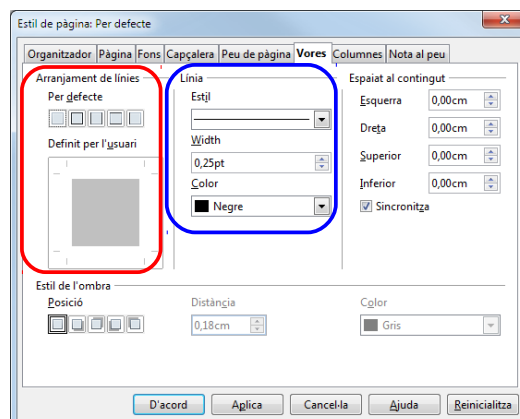 Estil de pàgina: Per defecte
Organitzador Pàgina Fons Capçalera Peu de pàgina Vores Columnes Nota al peu
Arranjament de línies
Per defecte
Definit per l'usuari
Línia
Estil
Width
0,25pt
Color
Negre
Espaiat al contingut
Esquerra 0,00cm
Dreta 0,00cm
Superior 0,00cm
Inferior 0,00cm
Sincronitza
Estil de l'ombra
Posició
Distància
0,18cm
Color
Gris
D'acord Aplica Cancel·la Ajuda Reinicialitza